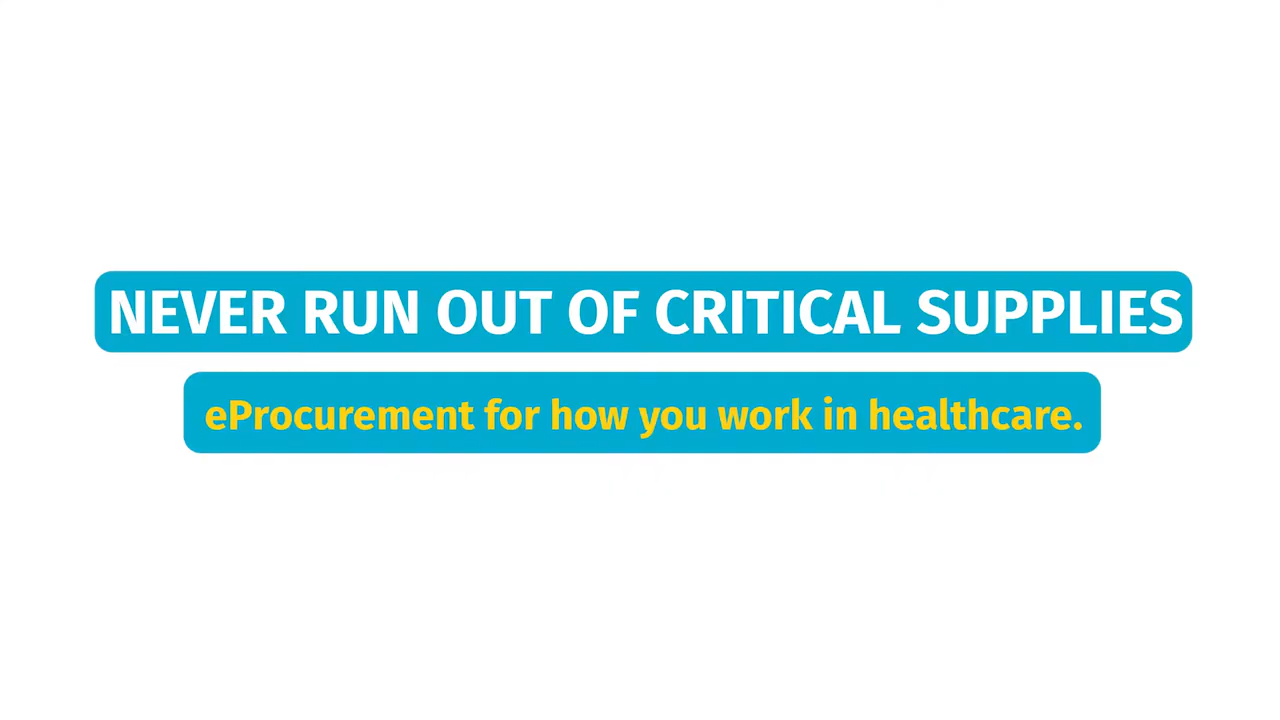 NEVER RUN OUT OF CRITICAL SUPPLIES
eProcurement for how you work in healthcare.